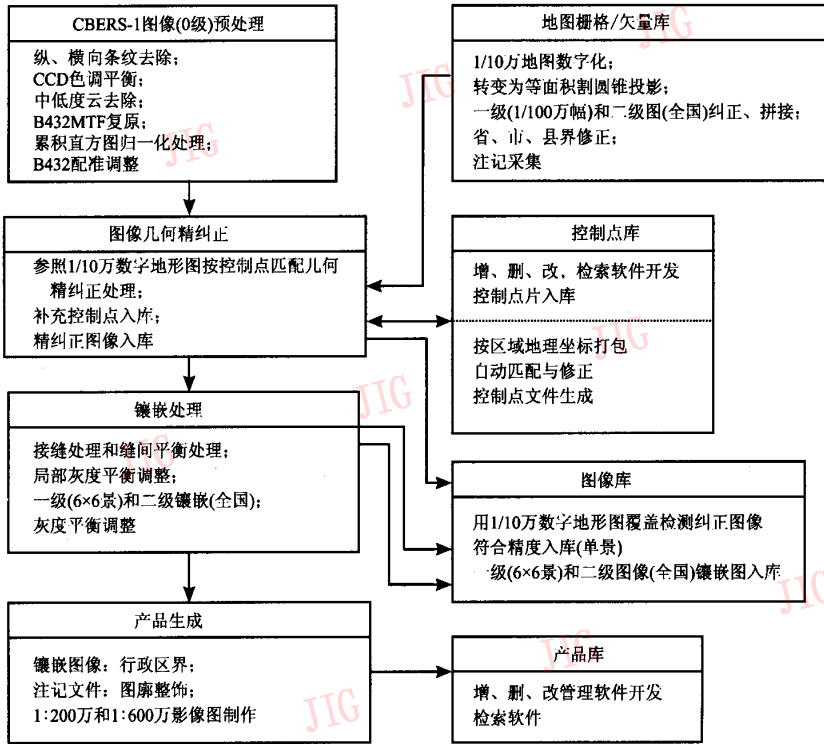 CBERS-1图像(0级)预处理
纵、横向条纹去除;
CCD色调平衡;
中低度云去除;
B432MTF复原;
累积直方图归一化处理;
B432配准调整
地图栅格/矢量库
1/10万地图数字化;
转变为等面积割圆锥投影;
一级(1/100万幅)和二级图(全国)纠正、拼接;
省、市、县界修正;
注记采集
图像几何精纠正
参照1/10万数字地形图按控制点匹配几何
精纠正处理;
补充控制点入库;
精纠正图像入库
控制点库
增、删、改，检索软件开发
控制点片入库
按区域地理坐标打包
自动匹配与修正
控制点文件生成
镶嵌处理
接缝处理和缝间平衡处理;
局部灰度平衡调整;
一级(6×6景)和二级镶嵌(全国);
灰度平衡调整
图像库
用1/10万数字地形图覆盖检测纠正图像
符合精度入库(单景)
一级(6×6景)和二级图像(全国)镶嵌图入库
产品生成
镶嵌图像：行政区界;
注记文件：图廓整饰;
1:200万和1:600万影像图制作
产品库
增、删、改管理软件开发
检索软件
JIG
JIG
JIG
JIG
JIG
JIG
JIG
JIG
JIG